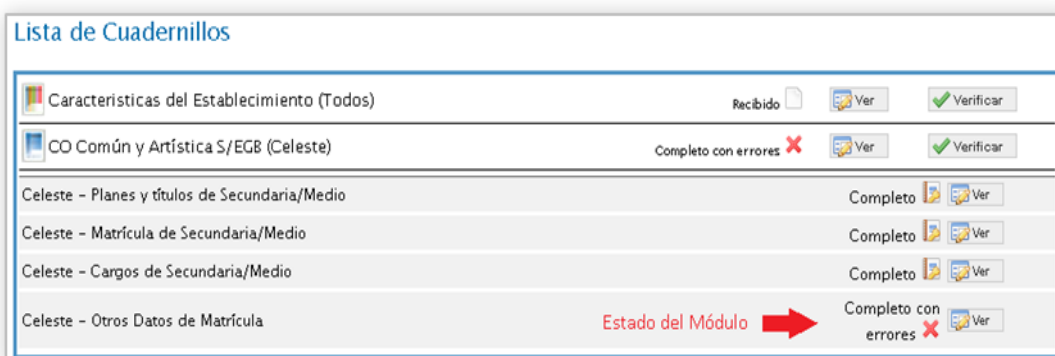 Lista de Cuadernillos
Caracteristicas del Establecimiento (Todos) Recibido Ver Verificar
CO Común y Artística S/EGB (Celeste) Completo con errores Ver Verificar
Celeste - Planes y títulos de Secundaria/Medio Completo Ver
Celeste - Matrícula de Secundaria/Medio Completo Ver
Celeste - Cargos de Secundaria/Medio Completo Ver
Celeste - Otros Datos de Matrícula Estado del Módulo Completo con errores Ver